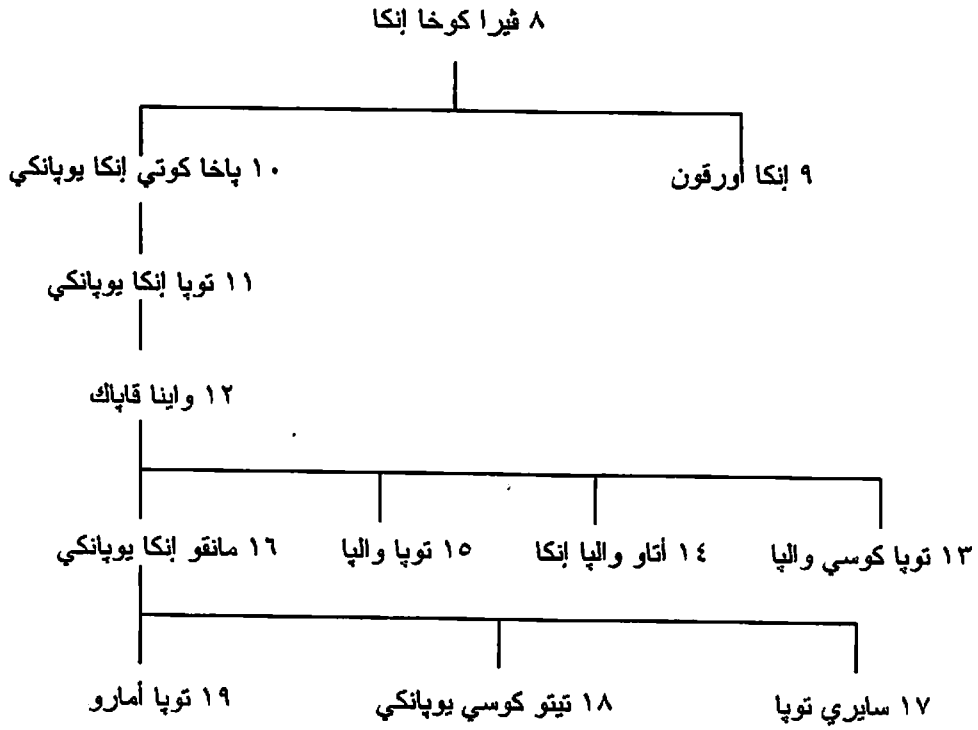 ٨ ڤيرا كوخا إنكا
٩ إنكا أورقون
١٠ پاخا كوتي إنكا يوپانكي
١١ توپا إنكا يوپانكي
١٢ واينا قاپاك
١٣ توپا كوسي والپا
١٤ أتاو والپا إنكا
١٥ توپا والپا
١٦ مانقو إنكا يوپانكي
١٧ سايري توپا
١٨ تيتو كوسي يوپانكي
١٩ توپا أمارو